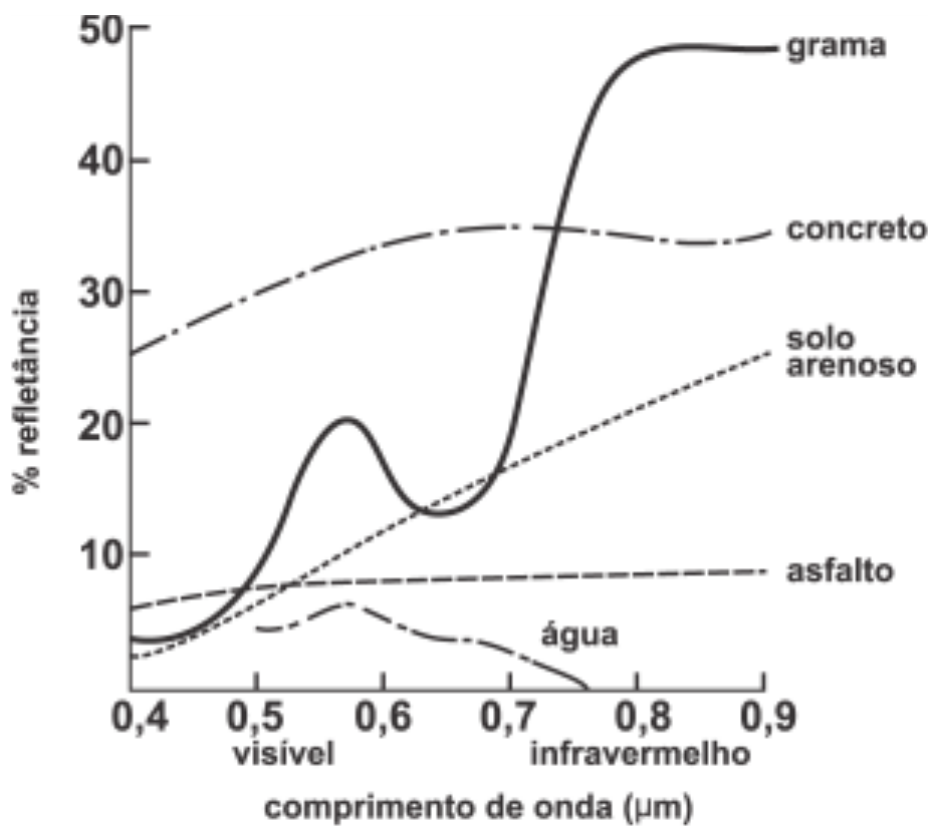 50
40
30
20
10
% refletância
grama
concreto
solo
arenoso
asfalto
água
0,4 0,5 0,6 0,7 0,8 0,9
visível infravermelho
comprimento de onda (μm)